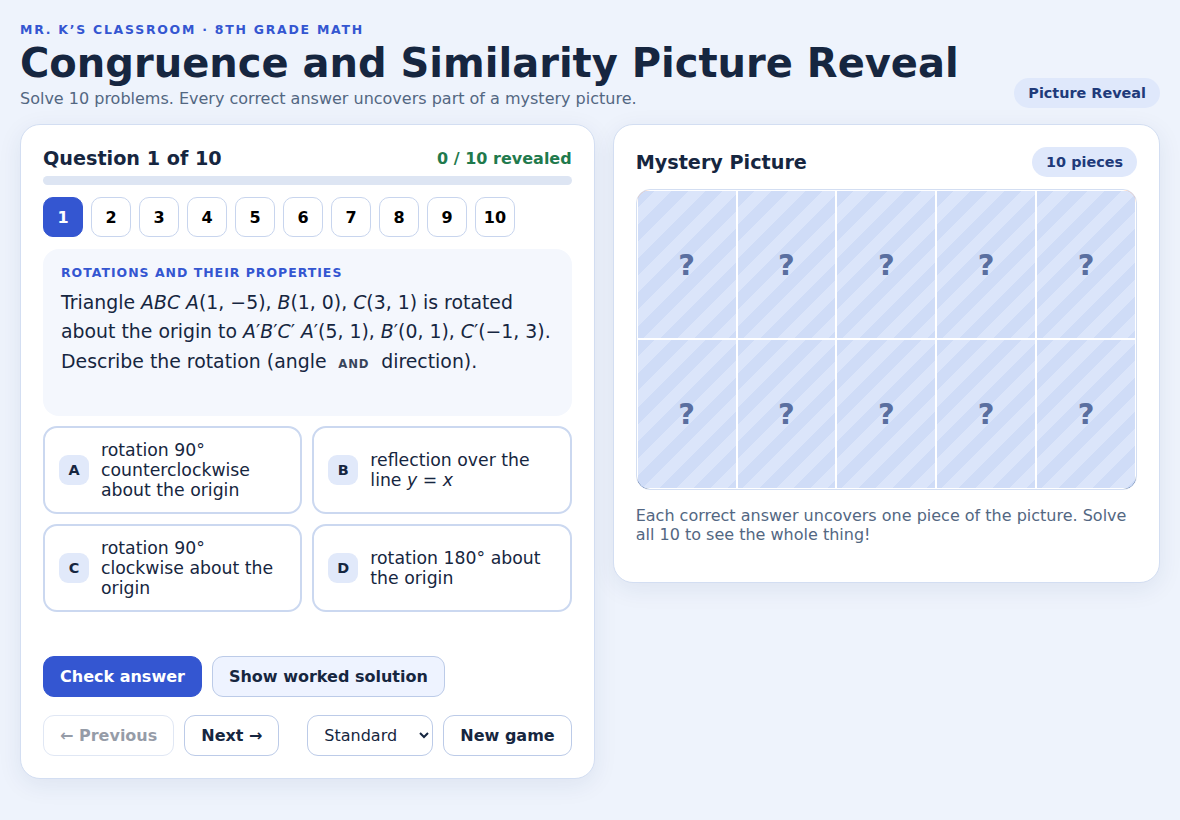 MR. K’S CLASSROOM · 8TH GRADE MATH
Congruence and Similarity Picture Reveal
Solve 10 problems. Every correct answer uncovers part of a mystery picture.
Picture Reveal
Question 1 of 10
0 / 10 revealed
1 2 3 4 5 6 7 8 9 10
ROTATIONS AND THEIR PROPERTIES
Triangle ABC A(1, −5), B(1, 0), C(3, 1) is rotated
about the origin to A′B′C′ A′(5, 1), B′(0, 1), C′(−1, 3).
Describe the rotation (angle AND direction).
A
rotation 90°
counterclockwise
about the origin
B
reflection over the
line y = x
C
rotation 90°
clockwise about the
origin
D
rotation 180° about
the origin
Check answer
Show worked solution
← Previous
Next →
Standard
New game
Mystery Picture
10 pieces
? ? ? ? ?
? ? ? ? ?
Each correct answer uncovers one piece of the picture. Solve
all 10 to see the whole thing!